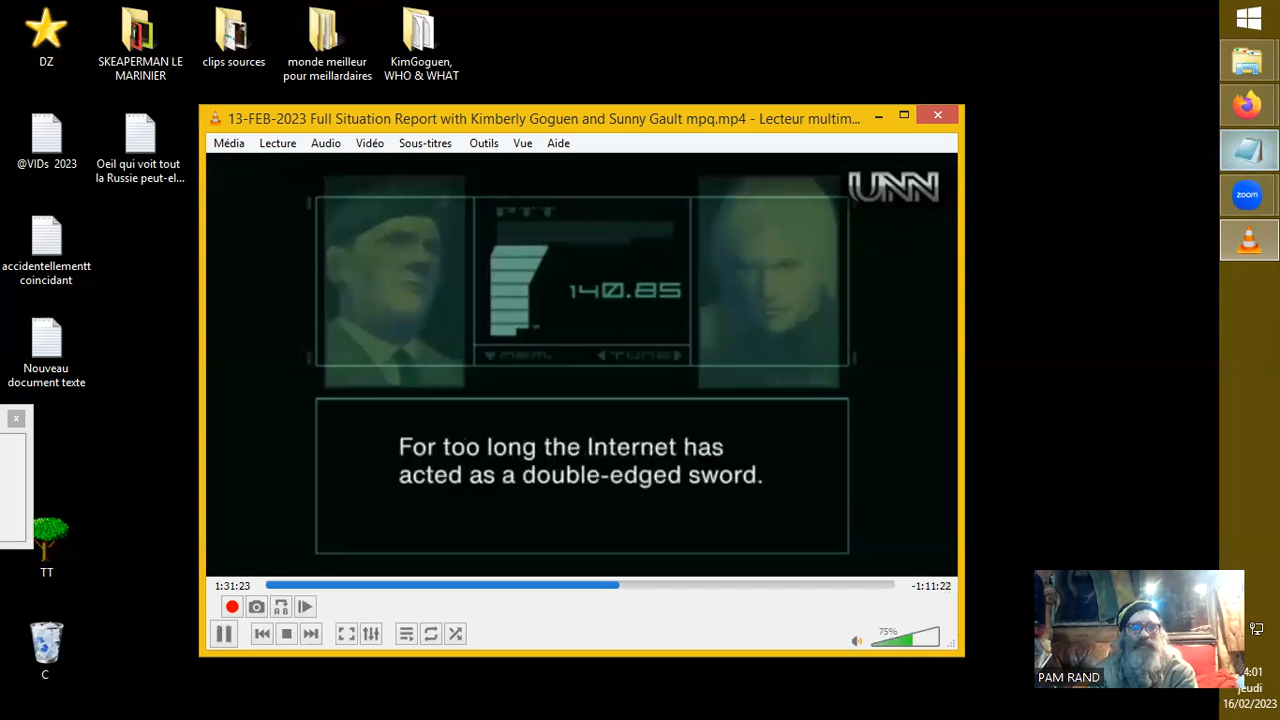 DZ
SKEAPERMAN LE
MARINIER
clips sources
monde meilleur
pour meillardaires
KimGoguen,
WHO & WHAT
@VIDs 2023
Oeil qui voit tout
la Russie peut-el...
accidentellementt
coincidant
Nouveau
document texte
TT
C
13-FEB-2023 Full Situation Report with Kimberly Goguen and Sunny Gault mpq.mp4 - Lecteur multim...
Média Lecture Audio Vidéo Sous-titres Outils Vue Aide
UNN
PTT
140.85
MEM. TUNE
For too long the Internet has
acted as a double-edged sword.
1:31:23 -1:11:22
75%
zoom
PAM RAND
4:01
jeudi
16/02/2023